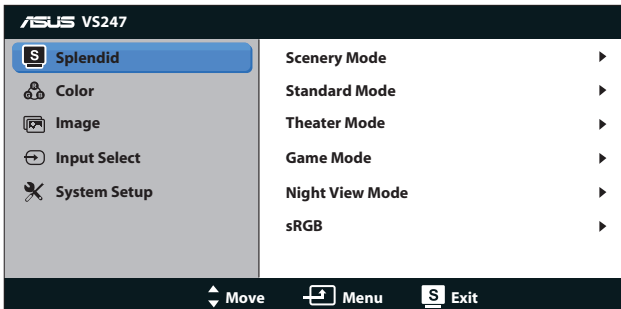 ASUS VS247
S Splendid
Color
Image
Input Select
System Setup
Scenery Mode
Standard Mode
Theater Mode
Game Mode
Night View Mode
sRGB
Move Menu S Exit